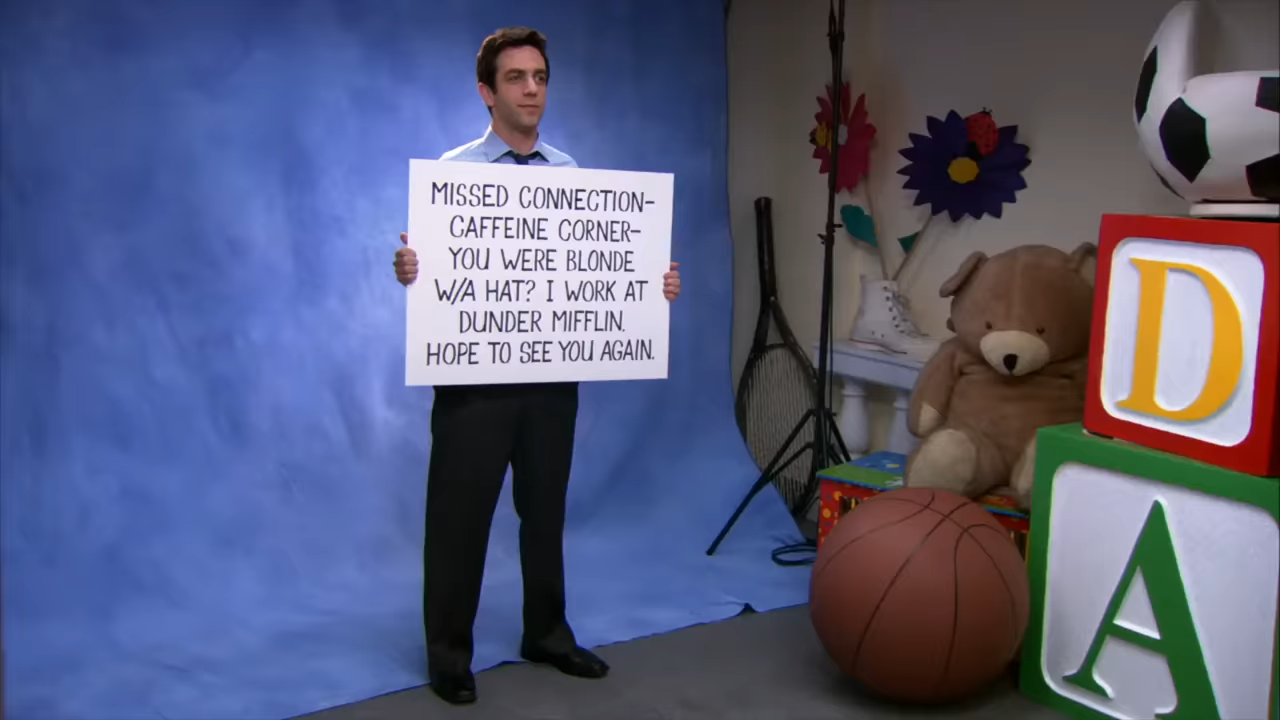 MISSED CONNECTION-
CAFFEINE CORNER-
YOU WERE BLONDE
W/A HAT? I WORK AT
DUNDER MIFFLIN.
HOPE TO SEE YOU AGAIN.
D
A